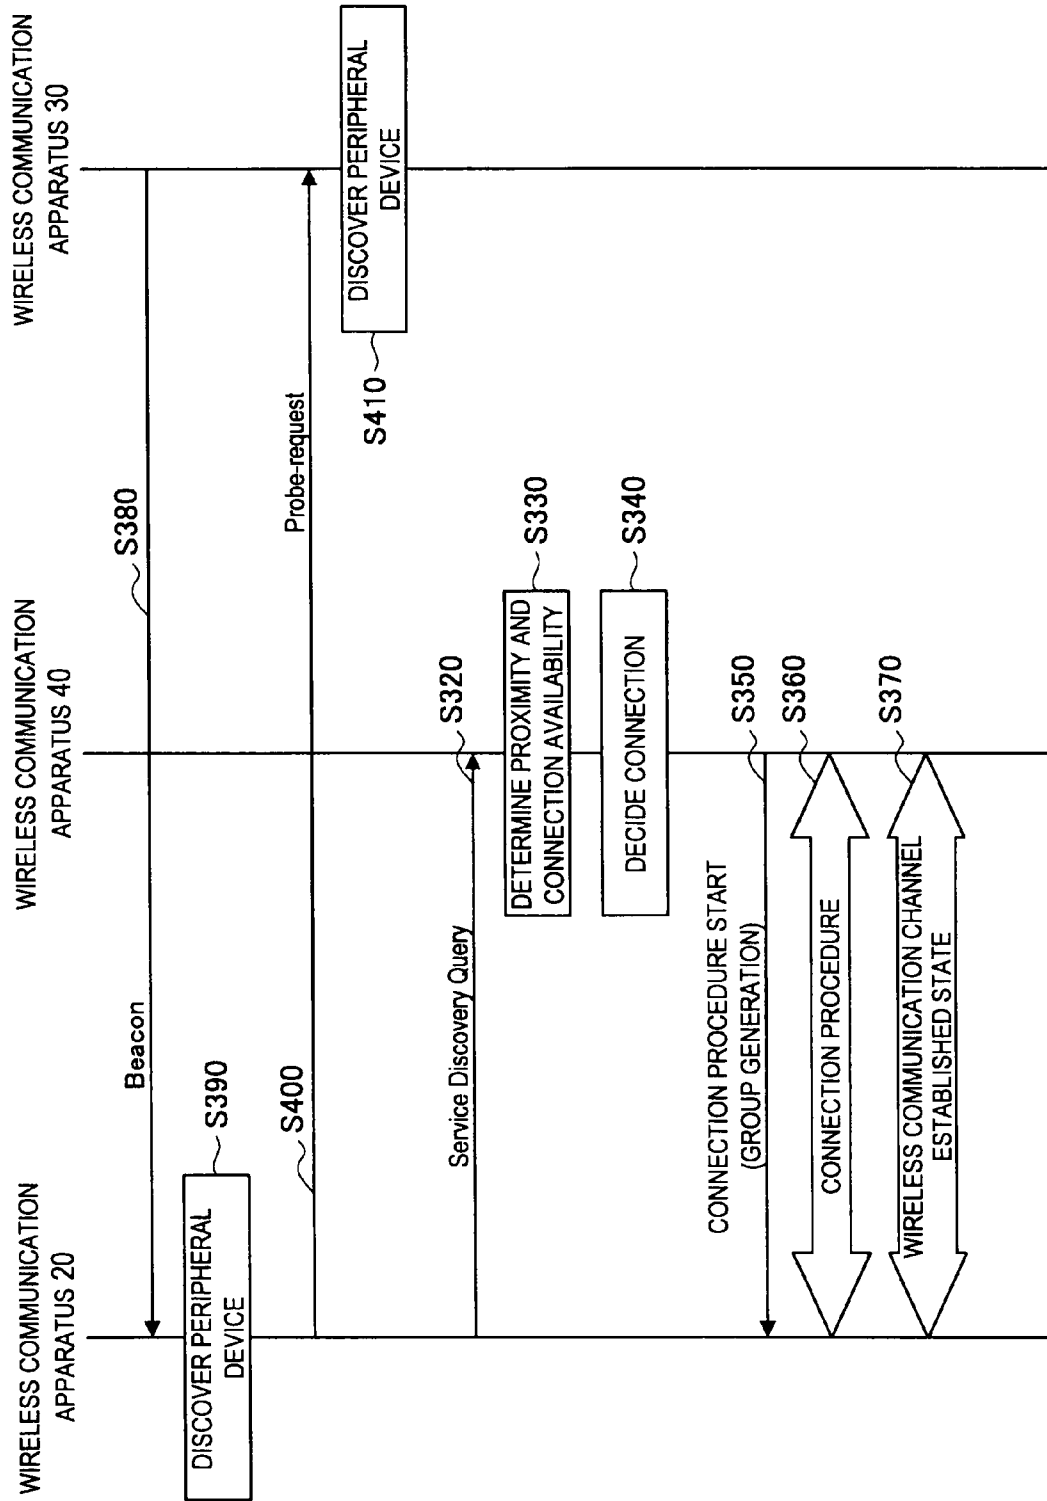 WIRELESS COMMUNICATION
APPARATUS 20
WIRELESS COMMUNICATION
APPARATUS 40
WIRELESS COMMUNICATION
APPARATUS 30
Beacon
S380
DISCOVER PERIPHERAL
DEVICE
S390
S400
Probe-request
DISCOVER PERIPHERAL
DEVICE
S410
Service Discovery Query
S320
DETERMINE PROXIMITY AND
CONNECTION AVAILABILITY
S330
DECIDE CONNECTION
S340
CONNECTION PROCEDURE START
(GROUP GENERATION)
S350
CONNECTION PROCEDURE
S360
WIRELESS COMMUNICATION CHANNEL
ESTABLISHED STATE
S370